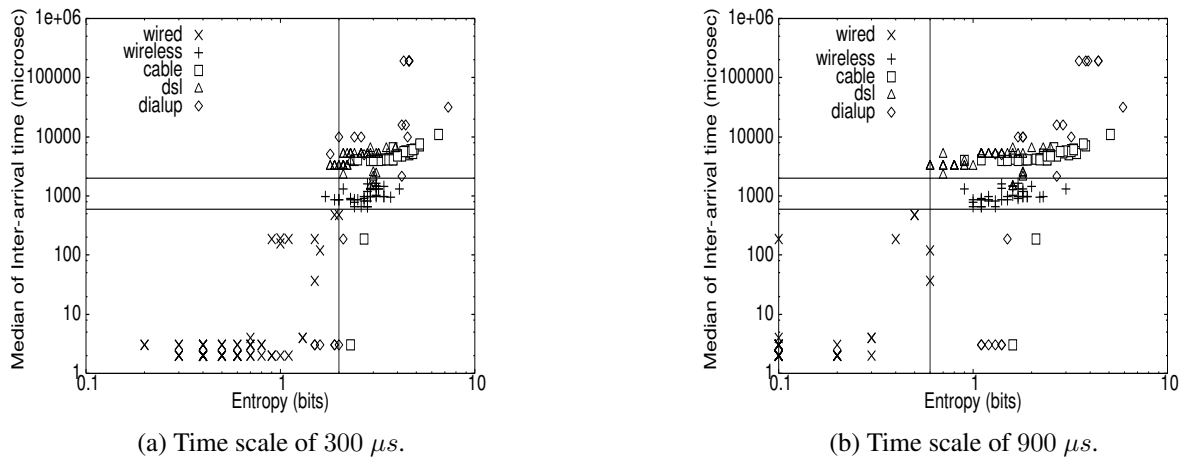 Median of Inter-arrival time (microsec)
1e+06
100000
10000
1000
100
10
1
0.1
1
10
Entropy (bits)
wired
wireless
cable
dsl
dialup
(a) Time scale of 300 μs.
Median of Inter-arrival time (microsec)
1e+06
100000
10000
1000
100
10
1
0.1
1
10
Entropy (bits)
wired
wireless
cable
dsl
dialup
(b) Time scale of 900 μs.